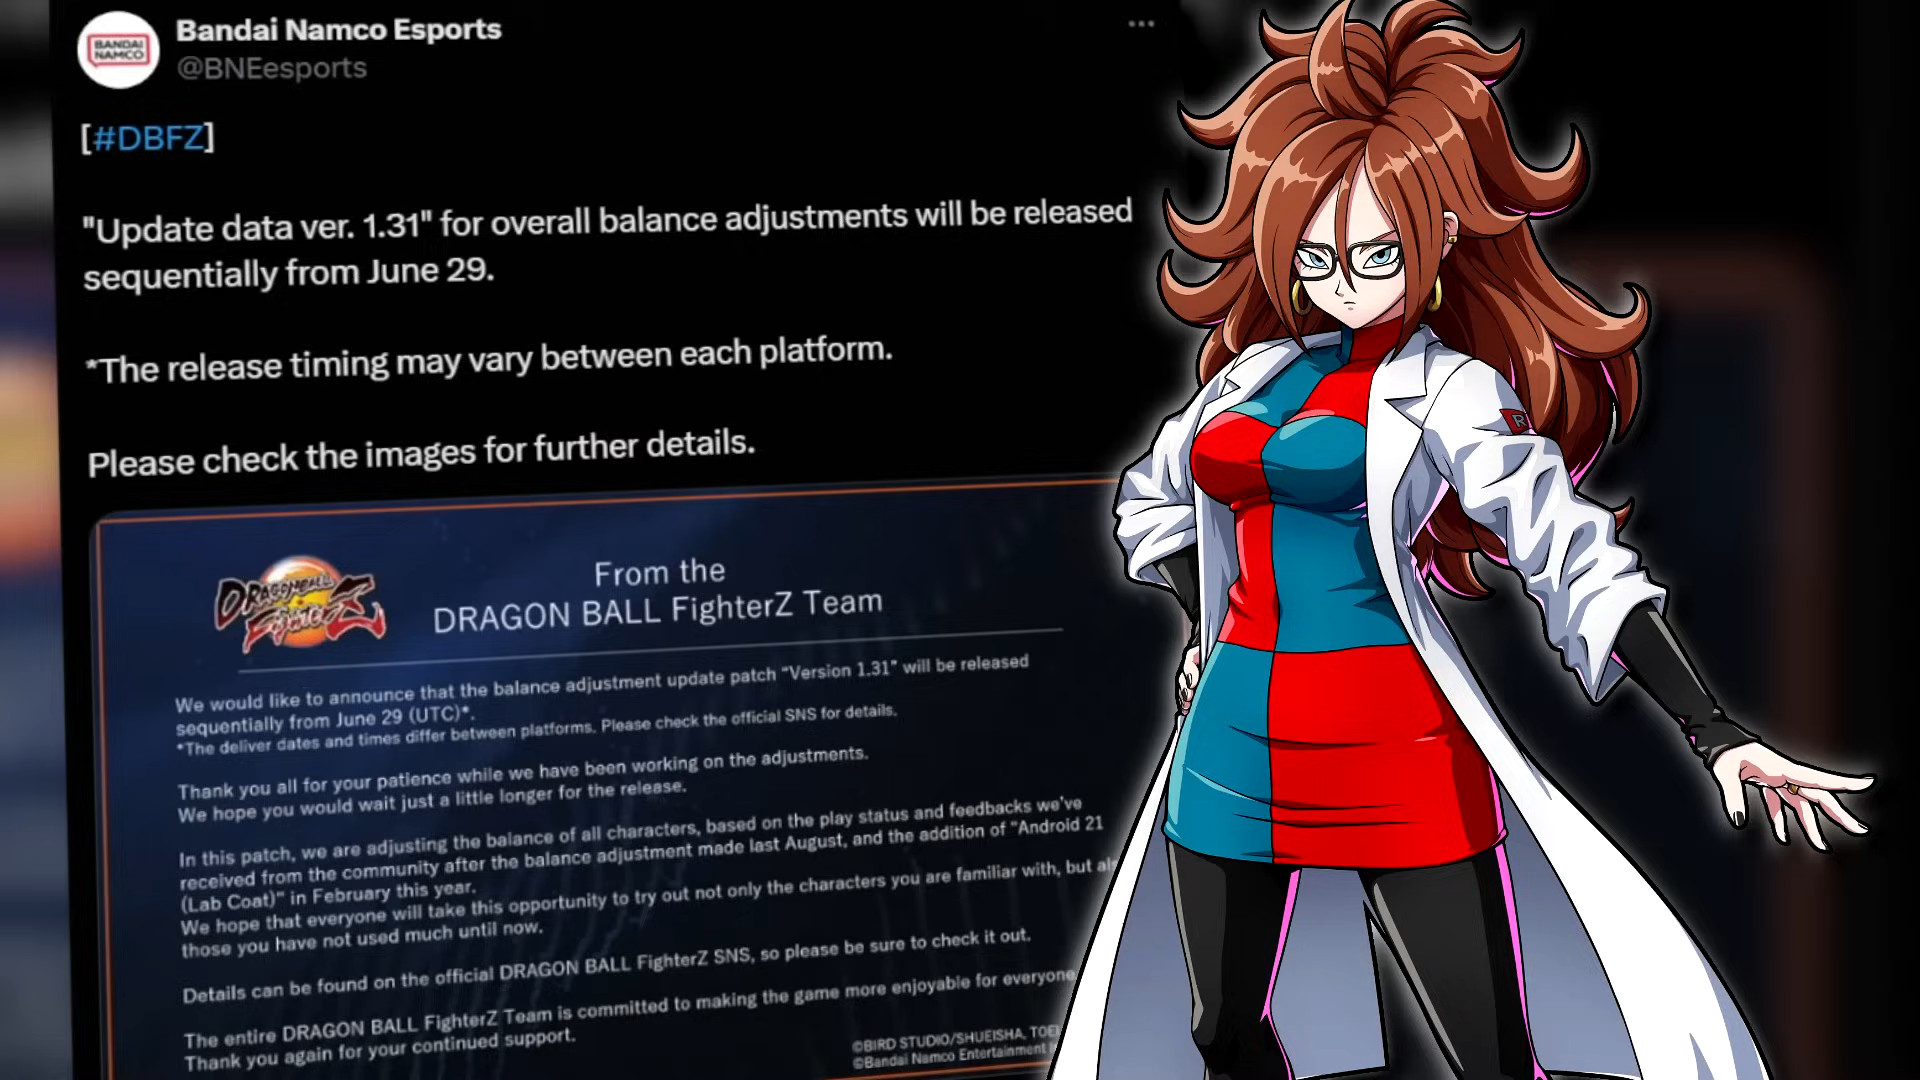 BANDAI
NAMCO
Bandai Namco Esports
@BNEesports
[#DBFZ]
"Update data ver. 1.31" for overall balance adjustments will be released
sequentially from June 29.
*The release timing may vary between each platform.
Please check the images for further details.
DRAGONBALL
FighterZ
From the
DRAGON BALL FighterZ Team
We would like to announce that the balance adjustment update patch "Version 1.31" will be released
sequentially from June 29 (UTC)*.
*The deliver dates and times differ between platforms. Please check the official SNS for details.
Thank you all for your patience while we have been working on the adjustments.
We hope you would wait just a little longer for the release.
In this patch, we are adjusting the balance of all characters, based on the play status and feedbacks we've
received from the community after the balance adjustment made last August, and the addition of "Android 21
(Lab Coat)" in February this year.
We hope that everyone will take this opportunity to try out not only the characters you are familiar with, but
those you have not used much until now.
Details can be found on the official DRAGON BALL FighterZ SNS, so please be sure to check it out.
The entire DRAGON BALL FighterZ Team is committed to making the game more enjoyable for everyone
Thank you again for your continued support.
©BIRD STUDIO/SHUEISHA,
©Bandai Namco Entertainment
R